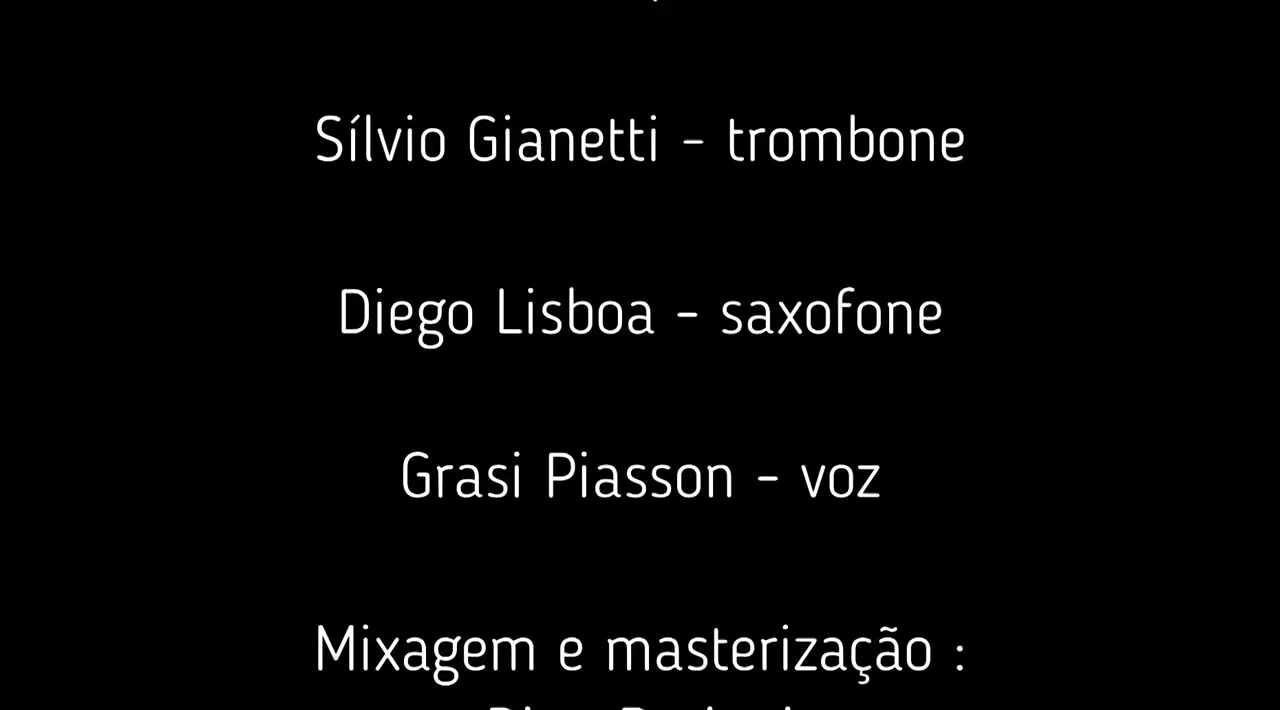 Sílvio Gianetti - trombone
Diego Lisboa - saxofone
Grasi Piasson - voz
Mixagem e masterização :